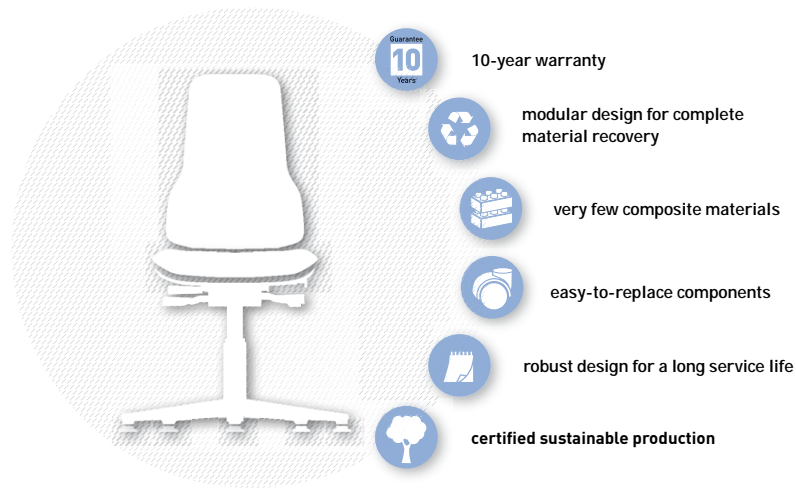 Guarantee
10
Years
10-year warranty
modular design for complete
material recovery
very few composite materials
easy-to-replace components
robust design for a long service life
certified sustainable production